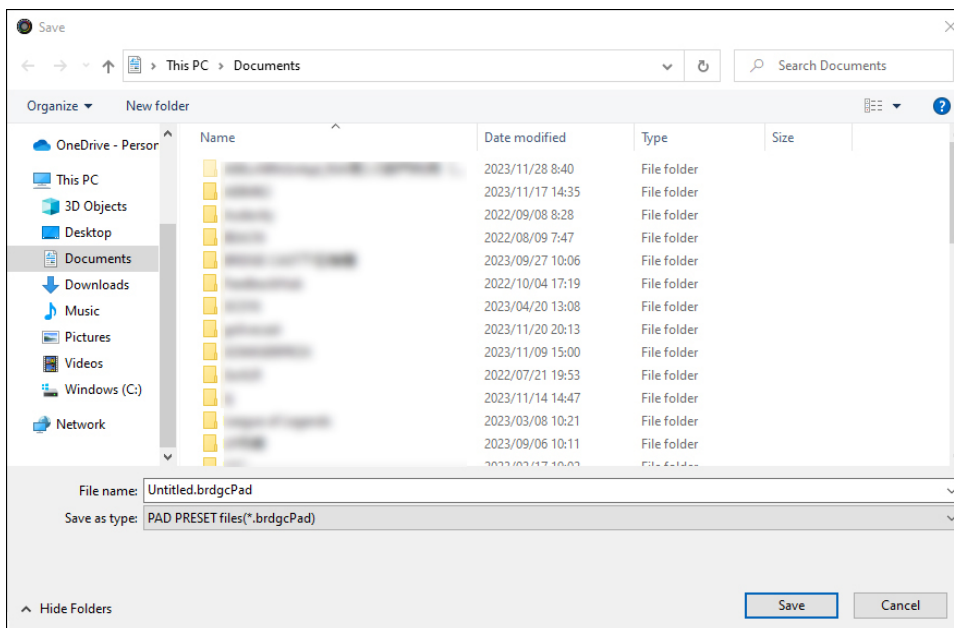 Save
This PC > Documents
Search Documents
Organize
New folder
Name Date modified Type Size
OneDrive - Person
This PC
3D Objects
Desktop
Documents
Downloads
Music
Pictures
Videos
Windows (C:)
Network
2023/11/28 8:40 File folder
2023/11/17 14:35 File folder
2022/09/08 8:28 File folder
2022/08/09 7:47 File folder
2023/09/27 10:06 File folder
2022/10/04 17:19 File folder
2023/04/20 13:08 File folder
2023/11/20 20:13 File folder
2023/11/09 15:00 File folder
2022/07/21 19:53 File folder
2023/11/14 14:47 File folder
2023/03/08 10:21 File folder
2023/09/06 10:11 File folder
File name: Untitled.brdgcPad
Save as type: PAD PRESET files(*.brdgcPad)
Hide Folders
Save
Cancel